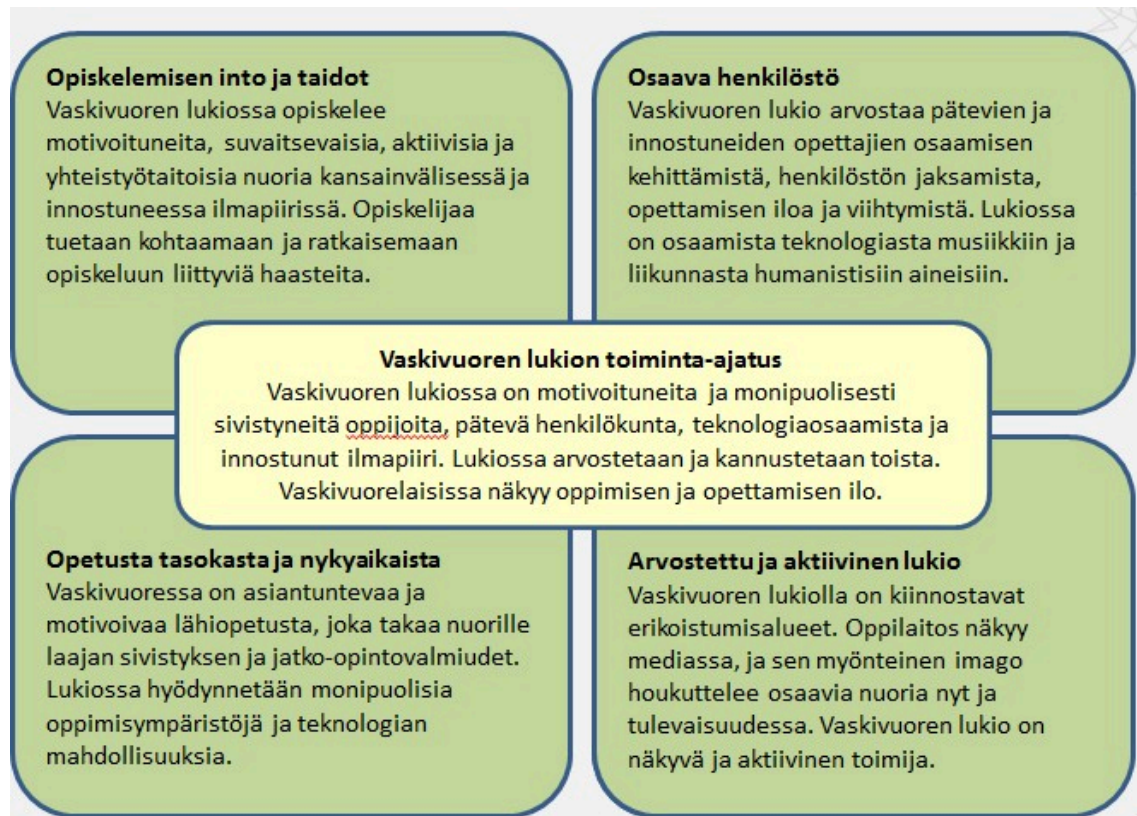 Opiskelemisen into ja taidot
Vaskivuoren lukiossa opiskelee
motivoituneita, suvaitsevaisia, aktiivisia ja
yhteistyötaitoisia nuoria kansainvälisessä ja
innostuneessa ilmapiirissä. Opiskelijaa
tuetaan kohtaamaan ja ratkaisemaan
opiskeluun liittyviä haasteita.
Osaava henkilöstö
Vaskivuoren lukio arvostaa pätevien ja
innostuneiden opettajien osaamisen
kehittämistä, henkilöstön jaksamista,
opettamisen iloa ja viihtymistä. Lukiossa
on osaamista teknologiasta musiikkiin ja
liikunnasta humanistisiin aineisiin.
Vaskivuoren lukion toiminta-ajatus
Vaskivuoren lukiossa on motivoituneita ja monipuolisesti
sivistyneitä oppijoita, pätevä henkilökunta, teknologiaosaamista ja
innostunut ilmapiiri. Lukiossa arvostetaan ja kannustetaan toista.
Vaskivuorelaisissa näkyy oppimisen ja opettamisen ilo.
Opetusta tasokasta ja nykyaikaista
Vaskivuoressa on asiantuntevaa ja
motivoivaa lähiopetusta, joka takaa nuorille
laajan sivistyksen ja jatko-opintovalmiudet.
Lukiossa hyödynnetään monipuolisia
oppimisympäristöjä ja teknologian
mahdollisuuksia.
Arvostettu ja aktiivinen lukio
Vaskivuoren lukiolla on kiinnostavat
erikoistumisalueet. Oppilaitos näkyy
mediassa, ja sen myönteinen imago
houkuttelee osaavia nuoria nyt ja
tulevaisuudessa. Vaskivuoren lukio on
näkyvä ja aktiivinen toimija.